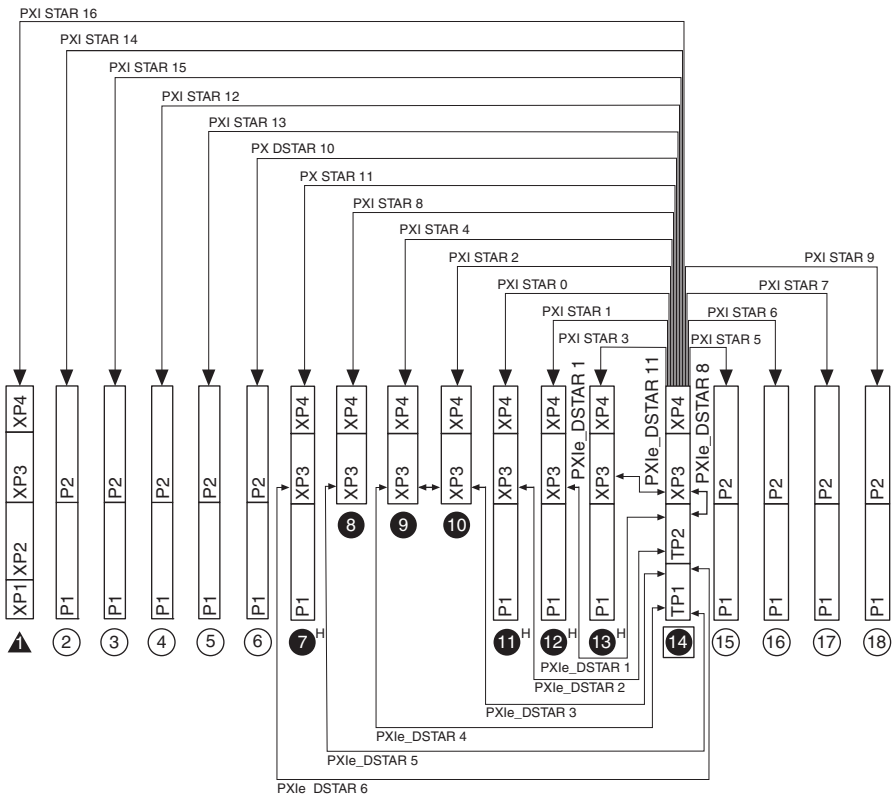 PXI STAR 16
PXI STAR 14
PXI STAR 15
PXI STAR 12
PXI STAR 13
PX DSTAR 10
PX STAR 11
PXI STAR 8
PXI STAR 4
PXI STAR 2
PXI STAR 9
PXI STAR 0
PXI STAR 7
PXI STAR 1
PXI STAR 6
PXI STAR 3
PXI STAR 5
PXIe_DSTAR 1
PXIe_DSTAR 11
PXIe_DSTAR 8
XP4
XP3
XP2
XP1
1
P2
P1
2
P2
P1
3
P2
P1
4
P2
P1
5
P2
P1
6
XP4
XP3
P1
7 H
XP4
XP3
8
XP4
XP3
9
XP4
XP3
10
XP4
XP3
P1
11 H
XP4
XP3
P1
12 H
XP4
XP3
P1
13 H
XP4
XP3
TP2
TP1
14
P2
P1
15
P2
P1
16
P2
P1
17
P2
P1
18
PXIe_DSTAR 1
PXIe_DSTAR 2
PXIe_DSTAR 3
PXIe_DSTAR 4
PXIe_DSTAR 5
PXIe_DSTAR 6